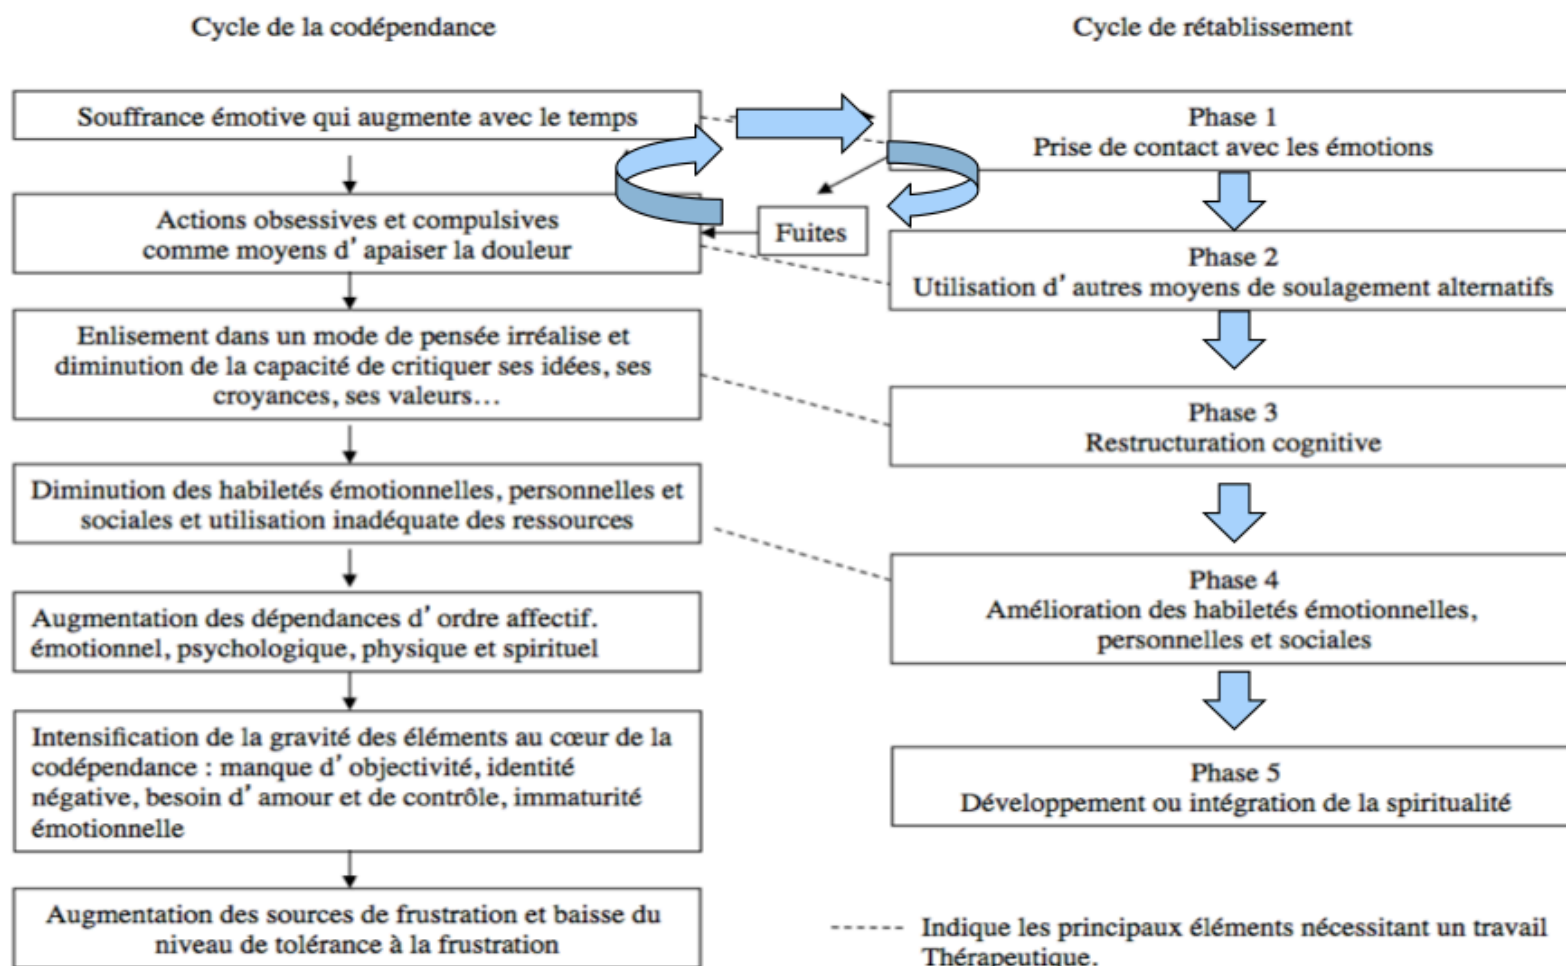 Cycle de la codépendance
Cycle de rétablissement
Souffrance émotive qui augmente avec le temps
Actions obsessives et compulsives
comme moyens d' apaiser la douleur
Enlisement dans un mode de pensée irréalise et
diminution de la capacité de critiquer ses idées, ses
croyances, ses valeurs…
Diminution des habiletés émotionnelles, personnelles et
sociales et utilisation inadéquate des ressources
Augmentation des dépendances d' ordre affectif.
émotionnel, psychologique, physique et spirituel
Intensification de la gravité des éléments au cœur de la
codépendance : manque d' objectivité, identité
négative, besoin d' amour et de contrôle, immaturité
émotionnelle
Augmentation des sources de frustration et baisse du
niveau de tolérance à la frustration
Fuites
Phase 1
Prise de contact avec les émotions
Phase 2
Utilisation d' autres moyens de soulagement alternatifs
Phase 3
Restructuration cognitive
Phase 4
Amélioration des habiletés émotionnelles,
personnelles et sociales
Phase 5
Développement ou intégration de la spiritualité
Indique les principaux éléments nécessitant un travail
Thérapeutique.